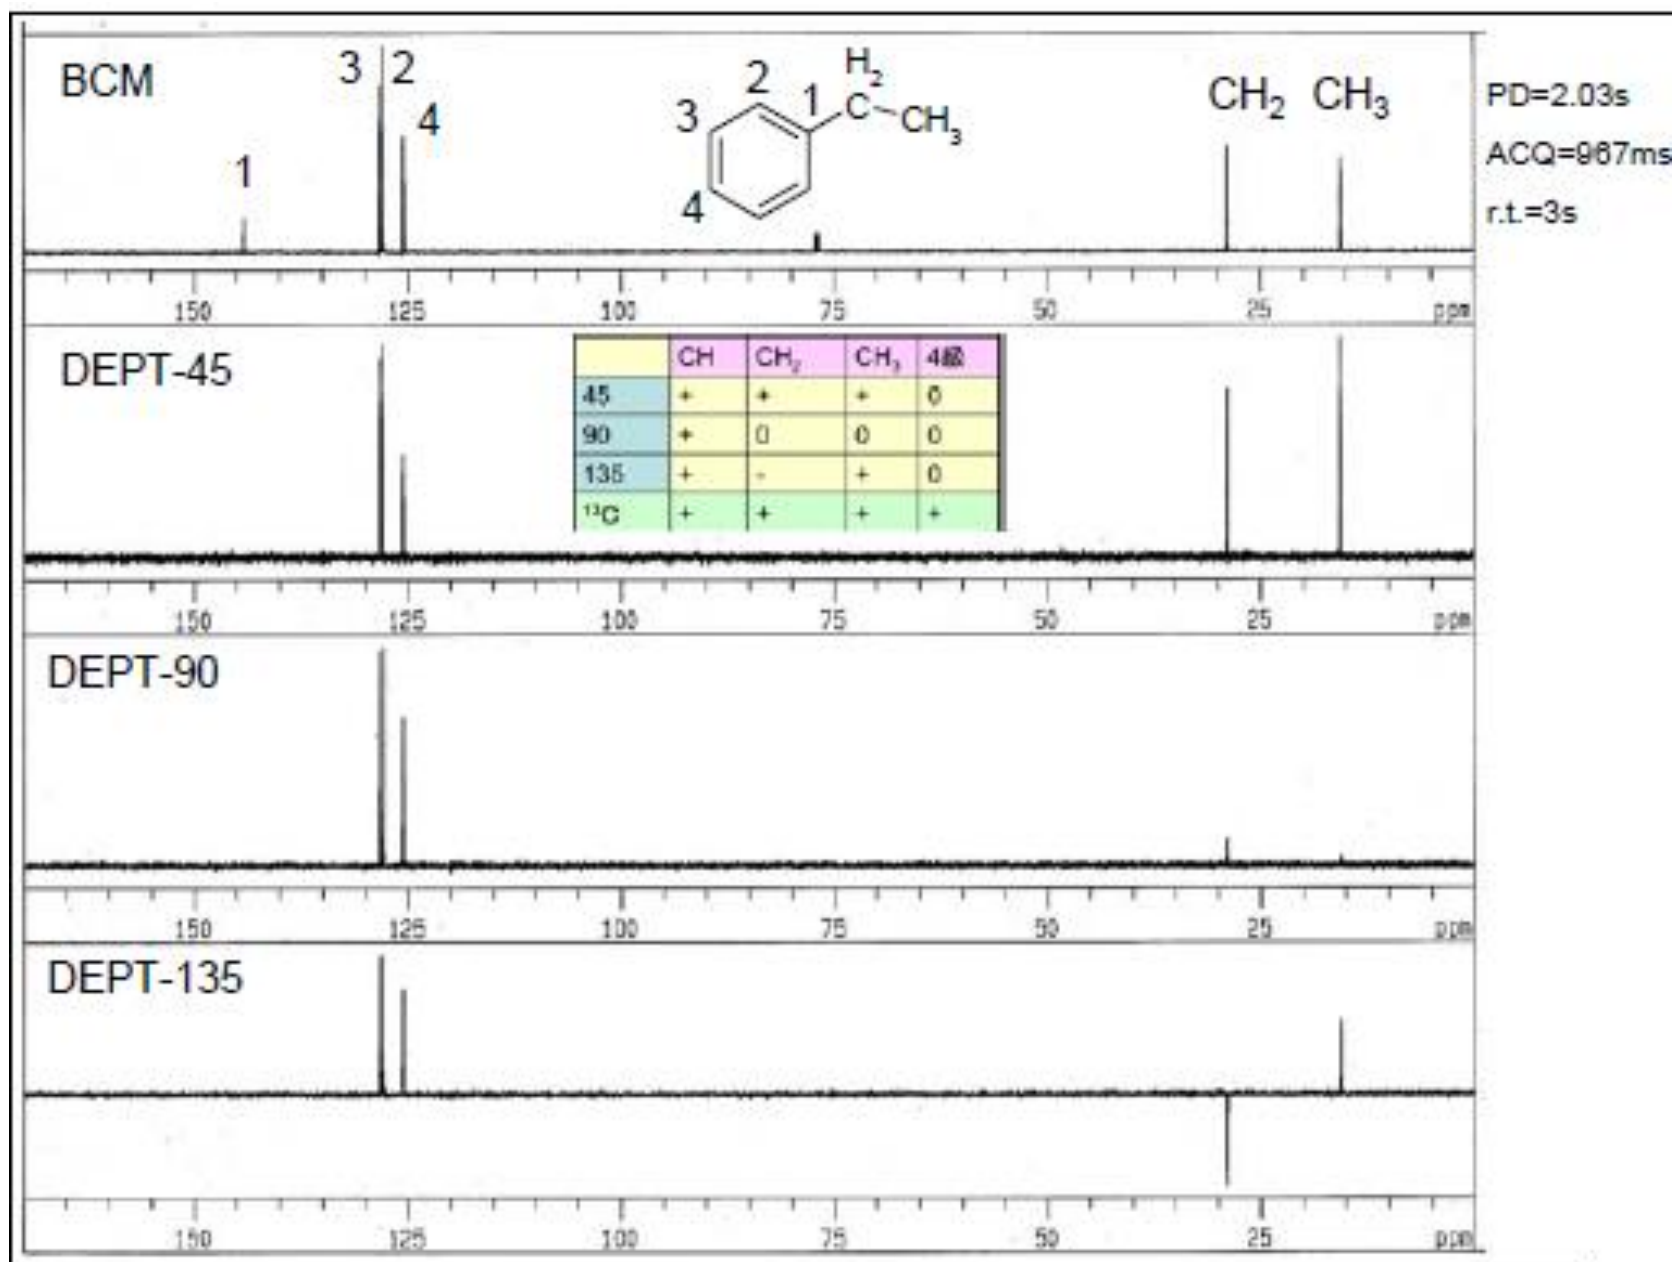 BCM
3 2
4
1
2
3
4
1
H₂
C
CH₃
CH₂ CH₃
PD=2.03s
ACQ=967ms
r.t.=3s
150 125 100 75 50 25 ppm
DEPT-45
CH CH₂ CH₃ 4級
45 + + + 0
90 + 0 0 0
135 + - + 0
¹³C + + + +
150 125 100 75 50 25 ppm
DEPT-90
150 125 100 75 50 25 ppm
DEPT-135
150 125 100 75 50 25 ppm